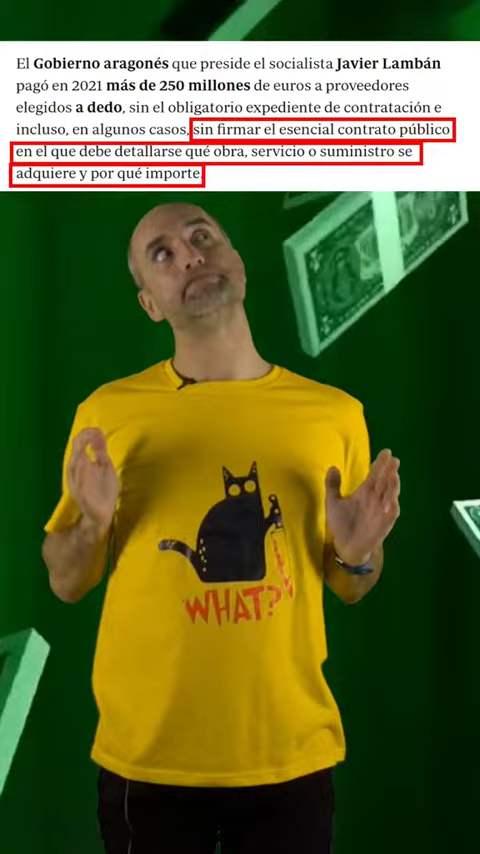 El Gobierno aragonés que preside el socialista Javier Lambán
pagó en 2021 más de 250 millones de euros a proveedores
elegidos a dedo, sin el obligatorio expediente de contratación e
incluso, en algunos casos, sin firmar el esencial contrato público
en el que debe detallarse qué obra, servicio o suministro se
adquiere y por qué importe.
WHAT?